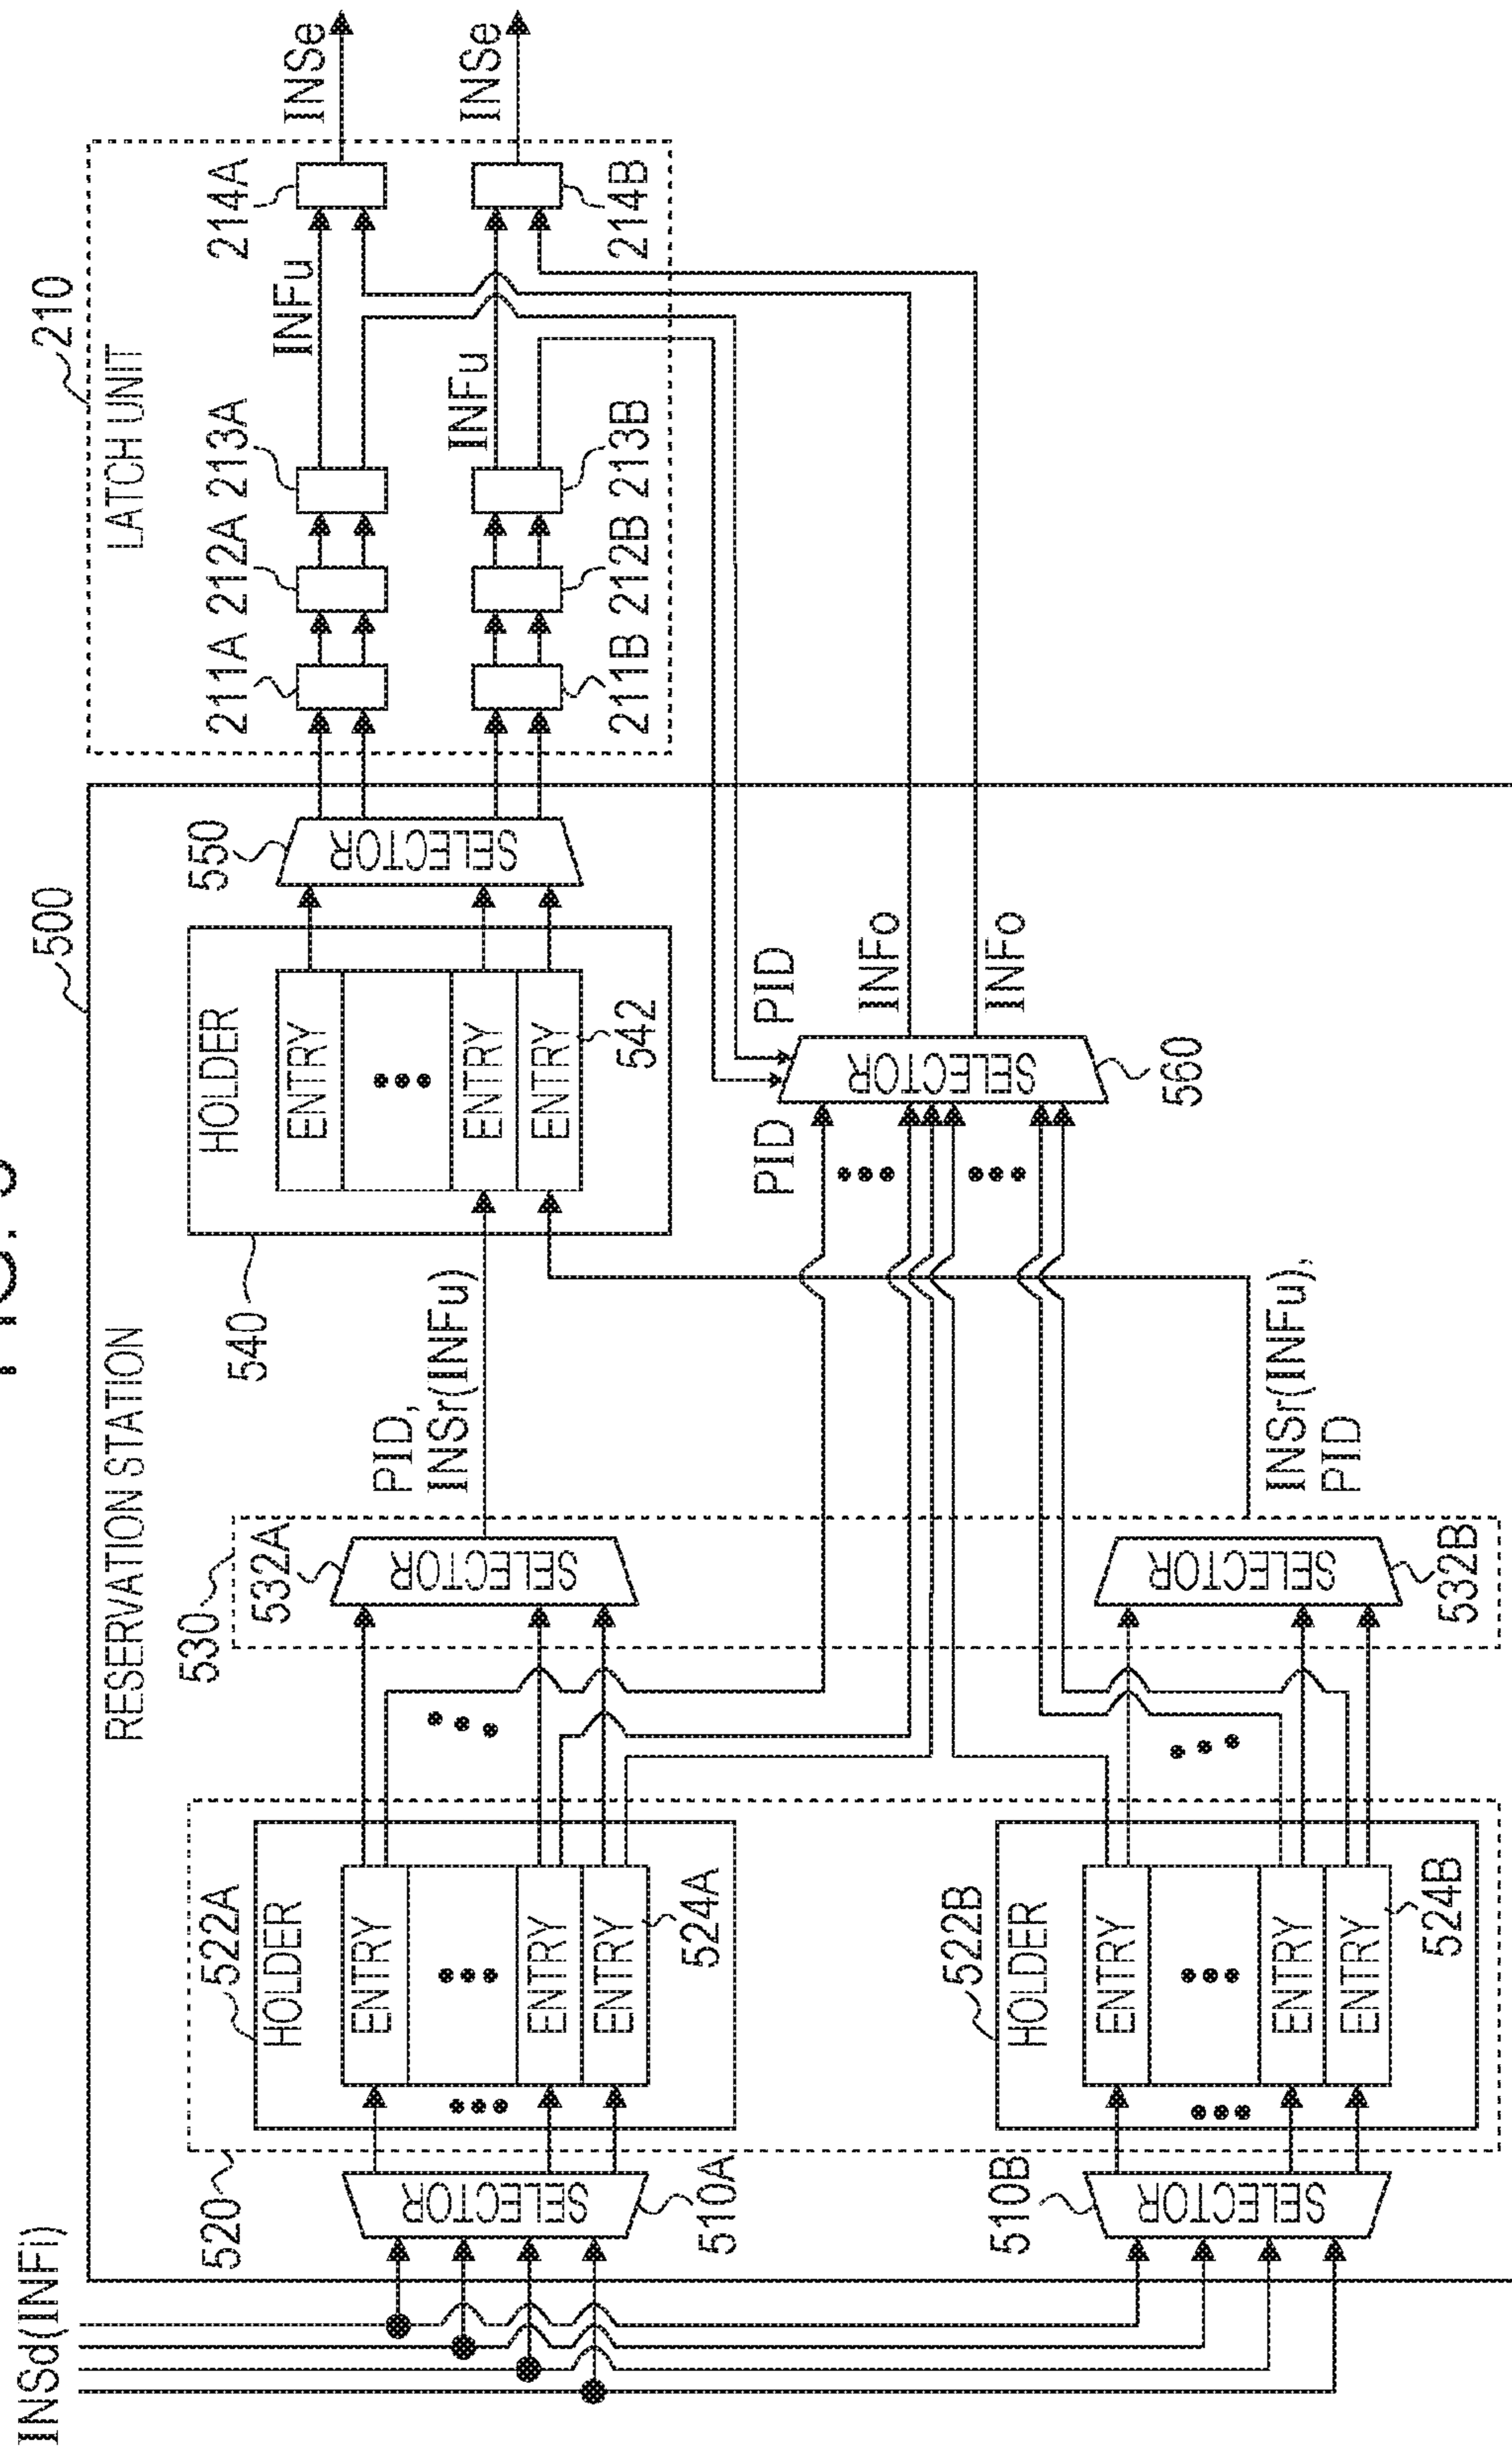 FIG.
INSd(INFi)
500
210
RESERVATION STATION
LATCH UNIT
520
522A
HOLDER
ENTRY
•••
ENTRY
ENTRY
524A
SELECTOR
510A
530
532A
SELECTOR
PID,
INSr(INFu)
540
HOLDER
ENTRY
•••
ENTRY
ENTRY
542
550
SELECTOR
211A
212A
213A
214A
INFu
INSe
INFu
INSe
211B
212B
213B
214B
PID
PID
SELECTOR
560
INFo
INFo
510B
SELECTOR
522B
HOLDER
ENTRY
•••
ENTRY
ENTRY
524B
SELECTOR
532B
INSr(INFu),
PID